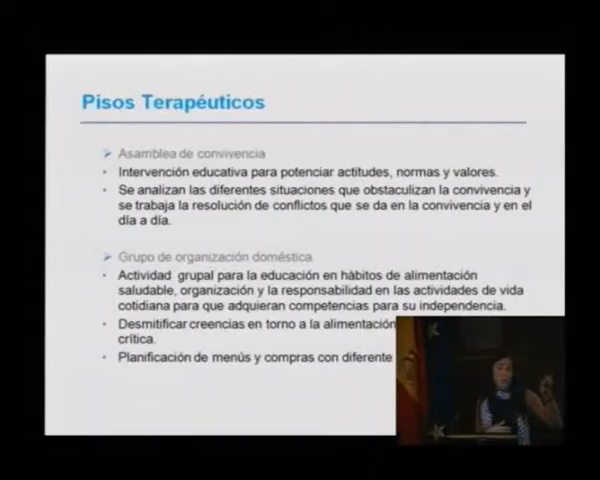 Pisos Terapéuticos
Asamblea de convivencia
Intervención educativa para potenciar actitudes, normas y valores.
Se analizan las diferentes situaciones que obstaculizan la convivencia y
se trabaja la resolución de conflictos que se da en la convivencia y en el
día a día.
Grupo de organización doméstica
Actividad grupal para la educación en hábitos de alimentación
saludable, organización y la responsabilidad en las actividades de vida
cotidiana para que adquieran competencias para su independencia.
Desmitificar creencias en torno a la alimentación
crítica.
Planificación de menús y compras con diferente